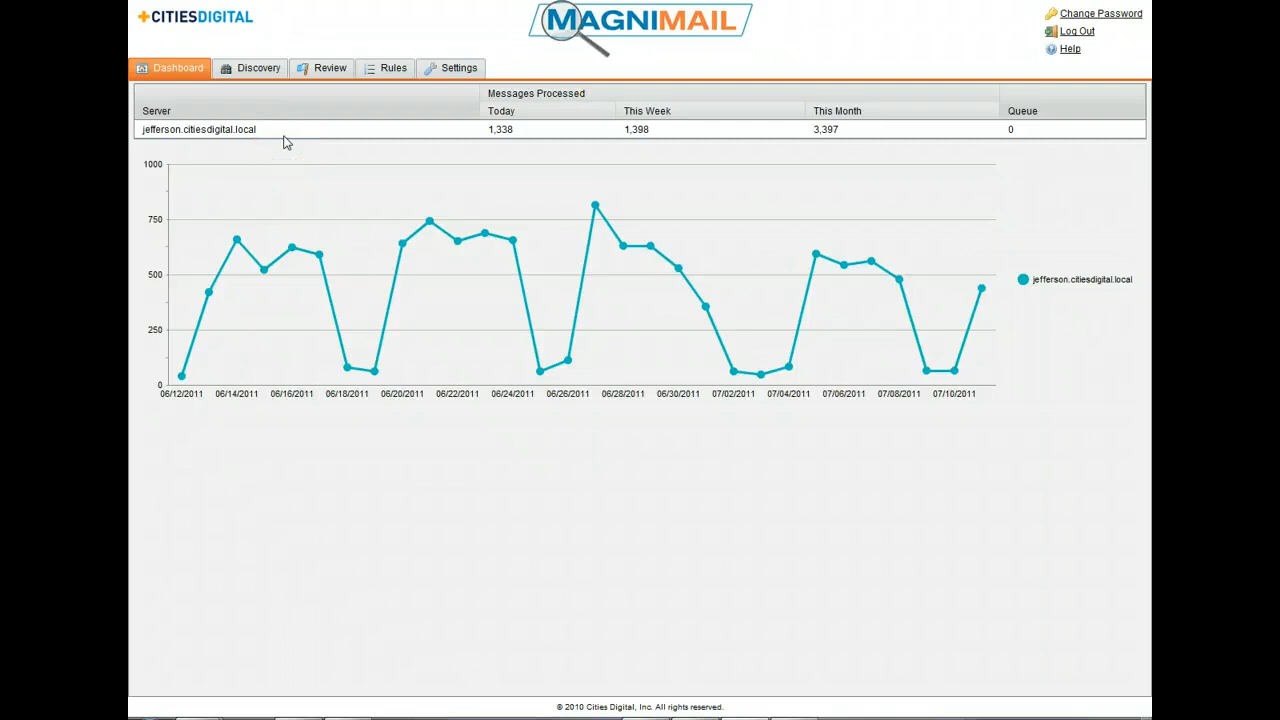 CITIESDIGITAL
MAGNIMAIL
Change Password
Log Out
Help
Dashboard
Discovery
Review
Rules
Settings
Messages Processed
Server
Today
This Week
This Month
Queue
jefferson.citiesdigital.local
1,338
1,398
3,397
0
1000
750
500
250
0
06/12/2011
06/14/2011
06/16/2011
06/18/2011
06/20/2011
06/22/2011
06/24/2011
06/26/2011
06/28/2011
06/30/2011
07/02/2011
07/04/2011
07/06/2011
07/08/2011
07/10/2011
jefferson.citiesdigital.local
© 2010 Cities Digital, Inc. All rights reserved.